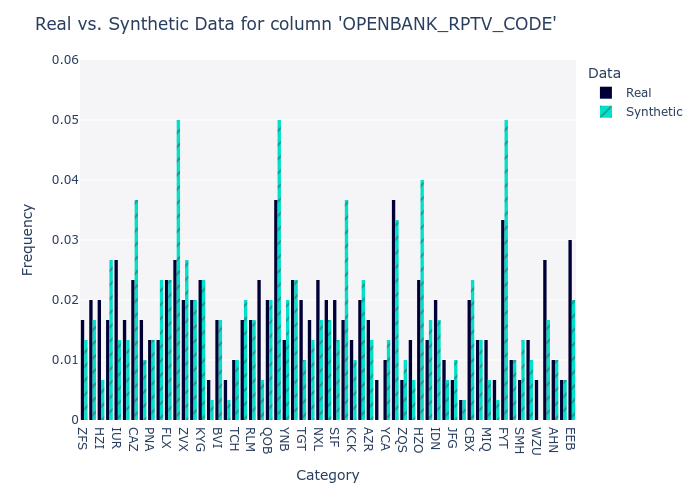 Real vs. Synthetic Data for column 'OPENBANK_RPTV_CODE'
Data
Real
Synthetic
0.06
0.05
0.04
0.03
0.02
0.01
0
Frequency
ZFS HZI IUR CAZ PNA FLX ZVX KYG BVI TCH RLM QOB YNB TGT NXL SIF KCK AZR YCA ZQS HZO IDN JFG CBX MIQ FYT SMH WZU AHN EEB
Category